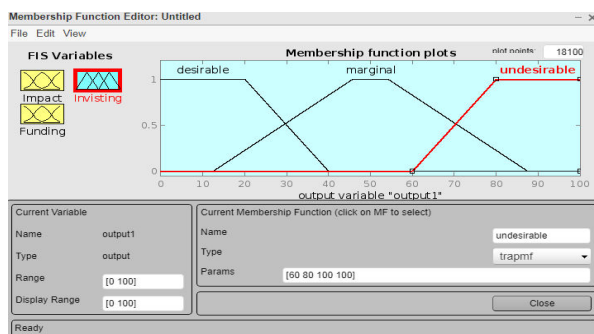 Membership Function Editor: Untitled
File Edit View
FIS Variables
Impact
Invisting
Funding
Membership function plots
plot points:
18100
desirable
marginal
undesirable
1
0.5
0
0 10 20 30 40 50 60 70 80 90 100
output variable "output1"
Current Variable
Name output1
Type output
Range [0 100]
Display Range [0 100]
Current Membership Function (click on MF to select)
Name undesirable
Type trapmf
Params [60 80 100 100]
Close
Ready